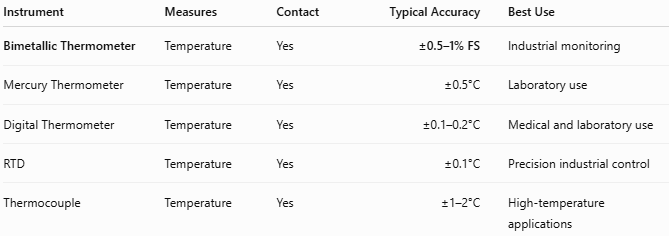 Instrument Measures Contact Typical Accuracy Best Use
Bimetallic Thermometer Temperature Yes ±0.5–1% FS Industrial monitoring
Mercury Thermometer Temperature Yes ±0.5°C Laboratory use
Digital Thermometer Temperature Yes ±0.1–0.2°C Medical and laboratory use
RTD Temperature Yes ±0.1°C Precision industrial control
Thermocouple Temperature Yes ±1–2°C High-temperature
applications